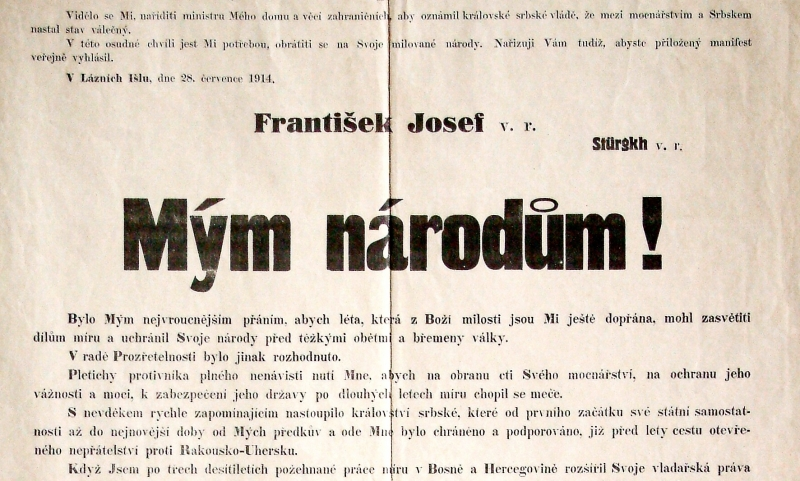 Vidělo se Mi, naříditi ministru Mého domu a věcí zahraničních, aby oznámil královské srbské vládě, že mezi mocnářstvím a Srbskem
nastal stav válečný.
V této osudné chvíli jest Mi potřebou, obrátiti se na Svoje milované národy. Nařizuji Vám tudíž, abyste přiložený manifest
veřejně vyhlásil.
V Lázních Išlu, dne 28. července 1914.
František Josef v. r.
Stürgkh v. r.
Mým národům!
Bylo Mým nejvroucnějším přáním, abych léta, která z Boží milosti jsou Mi ještě dopřána, mohl zasvětiti
dílům míru a uchránil Svoje národy před těžkými obětmi a břemeny války.
V radě Prozřetelnosti bylo jinak rozhodnuto.
Pletichy protivníka plného nenávisti nutí Mne, abych na obranu cti Svého mocnářství, na ochranu jeho
vážnosti a moci, k zabezpečení jeho državy po dlouhých letech míru chopil se meče.
S nevděkem rychle zapomínajícím nastoupilo království srbské, které od prvního začátku své státní samostat-
nosti až do nejnovější doby od Mých předkův a ode Mne bylo chráněno a podporováno, již před lety cestu otevře-
ného nepřátelství proti Rakousko-Uhersku.
Když Jsem po třech desítiletích požehnané práce míru v Bosně a Hercegovině rozšířil Svoje vladařská práva